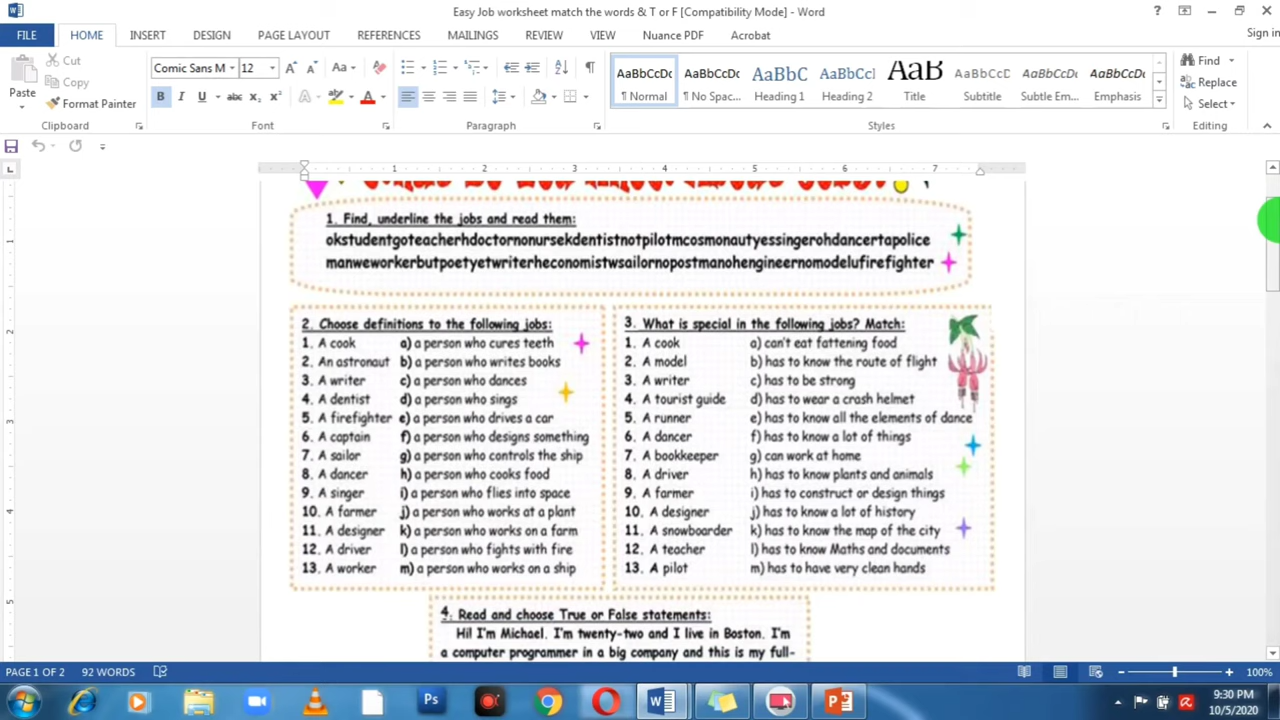 Easy Job worksheet match the words & T or F [Compatibility Mode] - Word
FILE HOME INSERT DESIGN PAGE LAYOUT REFERENCES MAILINGS REVIEW VIEW Nuance PDF Acrobat Sign in
Paste
Cut
Copy
Format Painter
Comic Sans M 12
AaBbCcDc AaBbCcDc AaBbC AaBbCcI AaB AaBbCcD AaBbCcDc AaBbCcDc
¶ Normal ¶ No Spac... Heading 1 Heading 2 Title Subtitle Subtle Em... Emphasis
Find
Replace
Select
Clipboard Font Paragraph Styles Editing
1 2 3 4 5 6 7
1. Find, underline the jobs and read them:
okstudentgoteacherhdoctornonursekdentistnotpilotmcosmonautyessingerohdancertapolice
manweworkerbutpoetyetwriterheconomistwsailornopostmanohengineernomodelufirefighter
2. Choose definitions to the following jobs:
1. A cook a) a person who cures teeth
2. An astronaut b) a person who writes books
3. A writer c) a person who dances
4. A dentist d) a person who sings
5. A firefighter e) a person who drives a car
6. A captain f) a person who designs something
7. A sailor g) a person who controls the ship
8. A dancer h) a person who cooks food
9. A singer i) a person who flies into space
10. A farmer j) a person who works at a plant
11. A designer k) a person who works on a farm
12. A driver l) a person who fights with fire
13. A worker m) a person who works on a ship
3. What is special in the following jobs? Match:
1. A cook a) can't eat fattening food
2. A model b) has to know the route of flight
3. A writer c) has to be strong
4. A tourist guide d) has to wear a crash helmet
5. A runner e) has to know all the elements of dance
6. A dancer f) has to know a lot of things
7. A bookkeeper g) can work at home
8. A driver h) has to know plants and animals
9. A farmer i) has to construct or design things
10. A designer j) has to know a lot of history
11. A snowboarder k) has to know the map of the city
12. A teacher l) has to know Maths and documents
13. A pilot m) has to have very clean hands
4. Read and choose True or False statements:
Hi! I'm Michael. I'm twenty-two and I live in Boston. I'm
a computer programmer in a big company and this is my full-
PAGE 1 OF 2 92 WORDS 100%
9:30 PM
10/5/2020